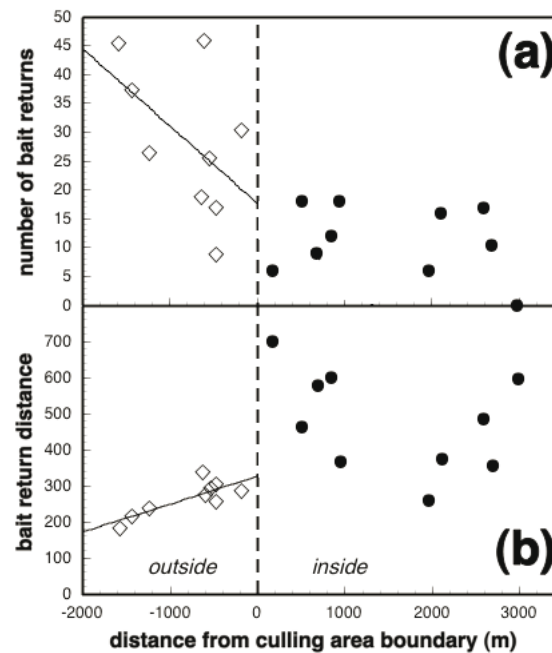 50
45
40
35
30
25
20
15
10
5
0
number of bait returns
(a)
700
600
500
400
300
200
100
0
bait return distance
outside
inside
(b)
-2000 -1000 0 1000 2000 3000
distance from culling area boundary (m)